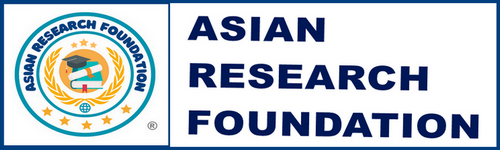 ASIAN RESEARCH FOUNDATION
®
ASIAN
RESEARCH
FOUNDATION